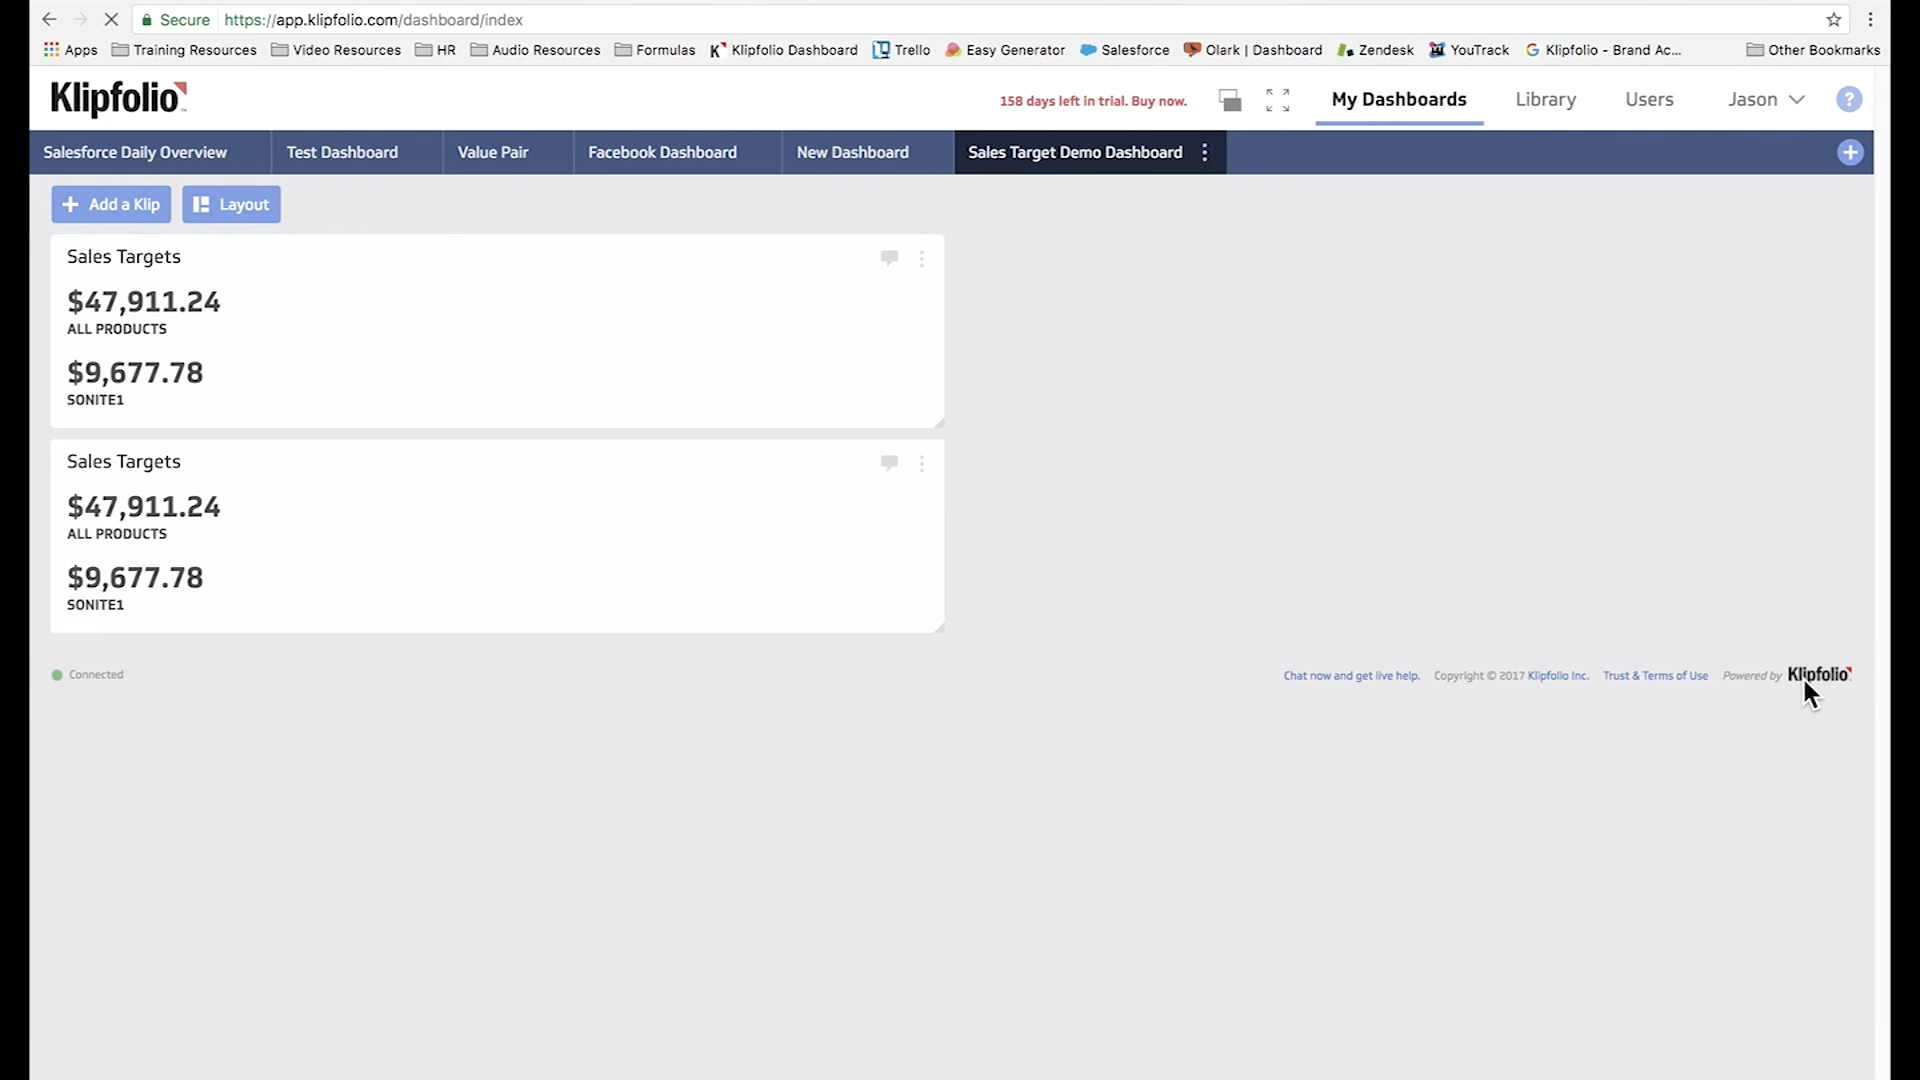 Secure https://app.klipfolio.com/dashboard/index
Apps Training Resources Video Resources HR Audio Resources Formulas Klipfolio Dashboard Trello Easy Generator Salesforce Olark | Dashboard Zendesk YouTrack Klipfolio - Brand Ac... Other Bookmarks
Klipfolio 158 days left in trial. Buy now. My Dashboards Library Users Jason ?
Salesforce Daily Overview Test Dashboard Value Pair Facebook Dashboard New Dashboard Sales Target Demo Dashboard
+ Add a Klip Layout
Sales Targets
$47,911.24
ALL PRODUCTS
$9,677.78
SONITE1
Sales Targets
$47,911.24
ALL PRODUCTS
$9,677.78
SONITE1
Connected Chat now and get live help. Copyright © 2017 Klipfolio Inc. Trust & Terms of Use Powered by Klipfolio